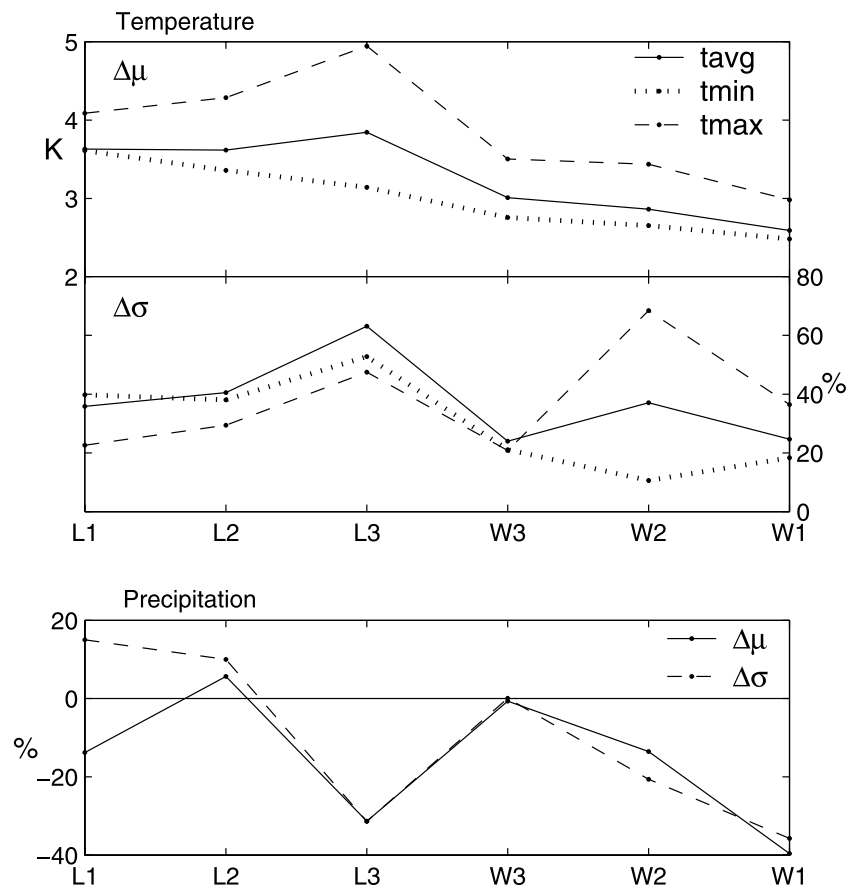 Temperature
5
Δμ
tavg
tmin
tmax
4
K
3
2
80
Δσ
60
40
%
20
0
L1 L2 L3 W3 W2 W1
Precipitation
20
Δμ
Δσ
0
%
−20
−40
L1 L2 L3 W3 W2 W1